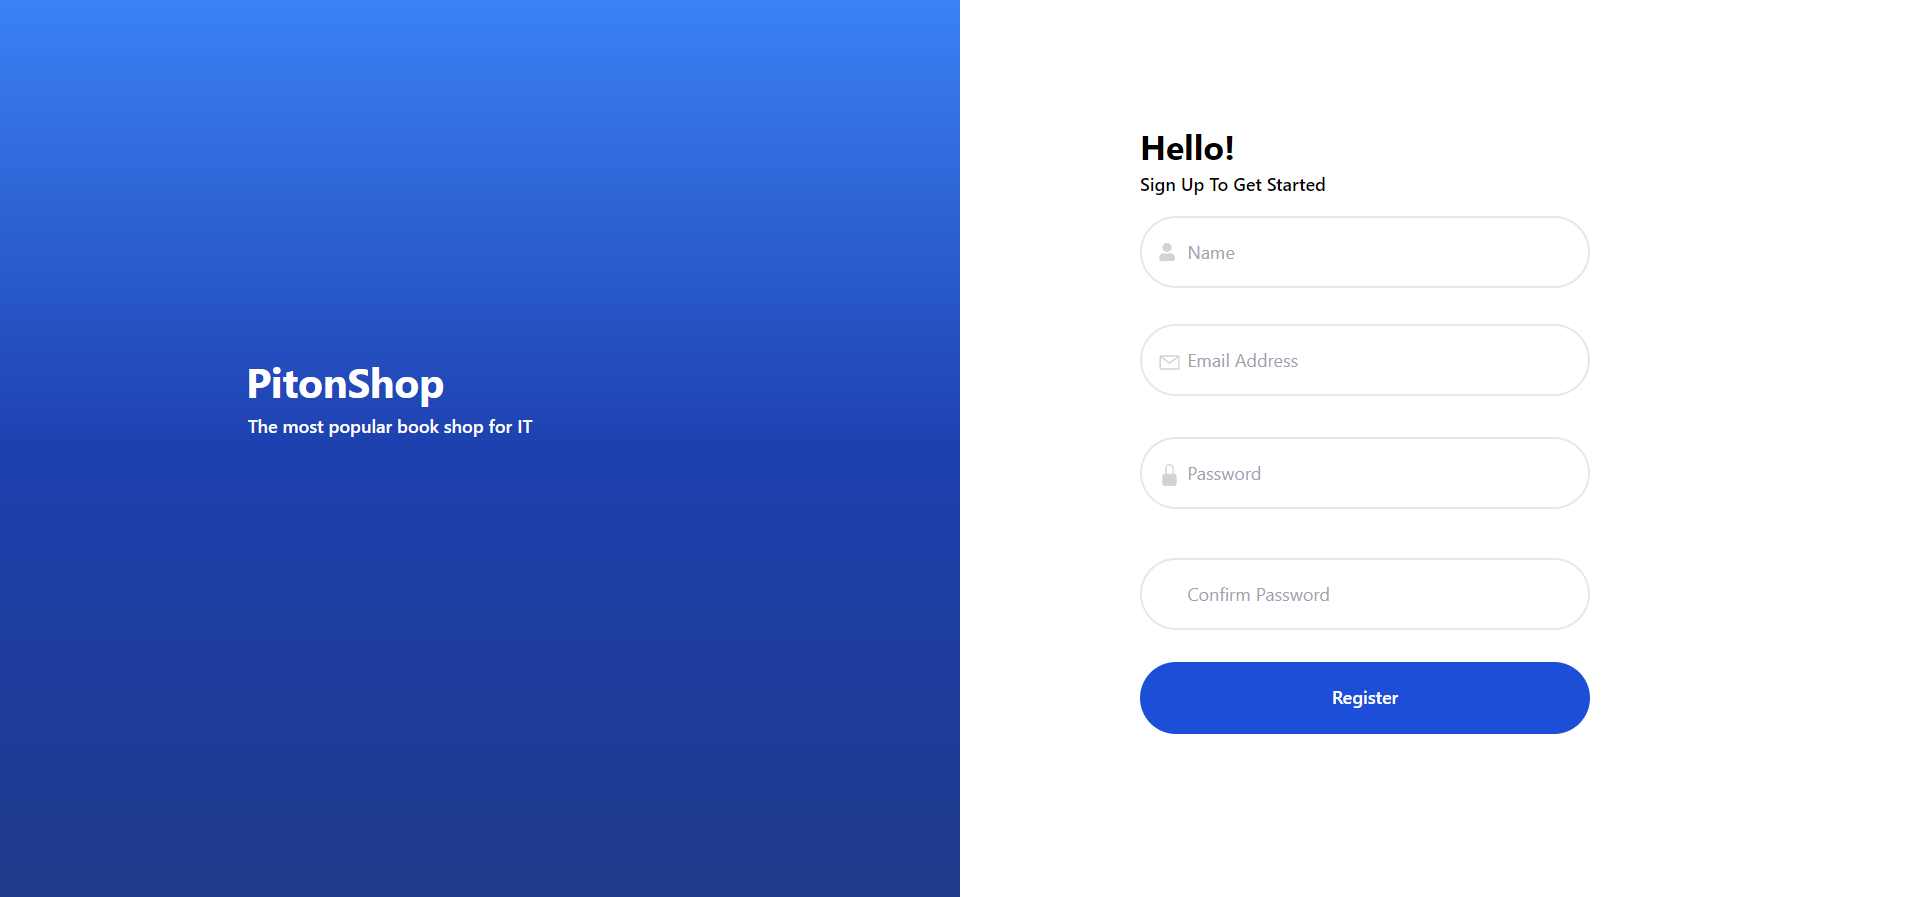 PitonShop
The most popular book shop for IT
Hello!
Sign Up To Get Started
Name
Email Address
Password
Confirm Password
Register